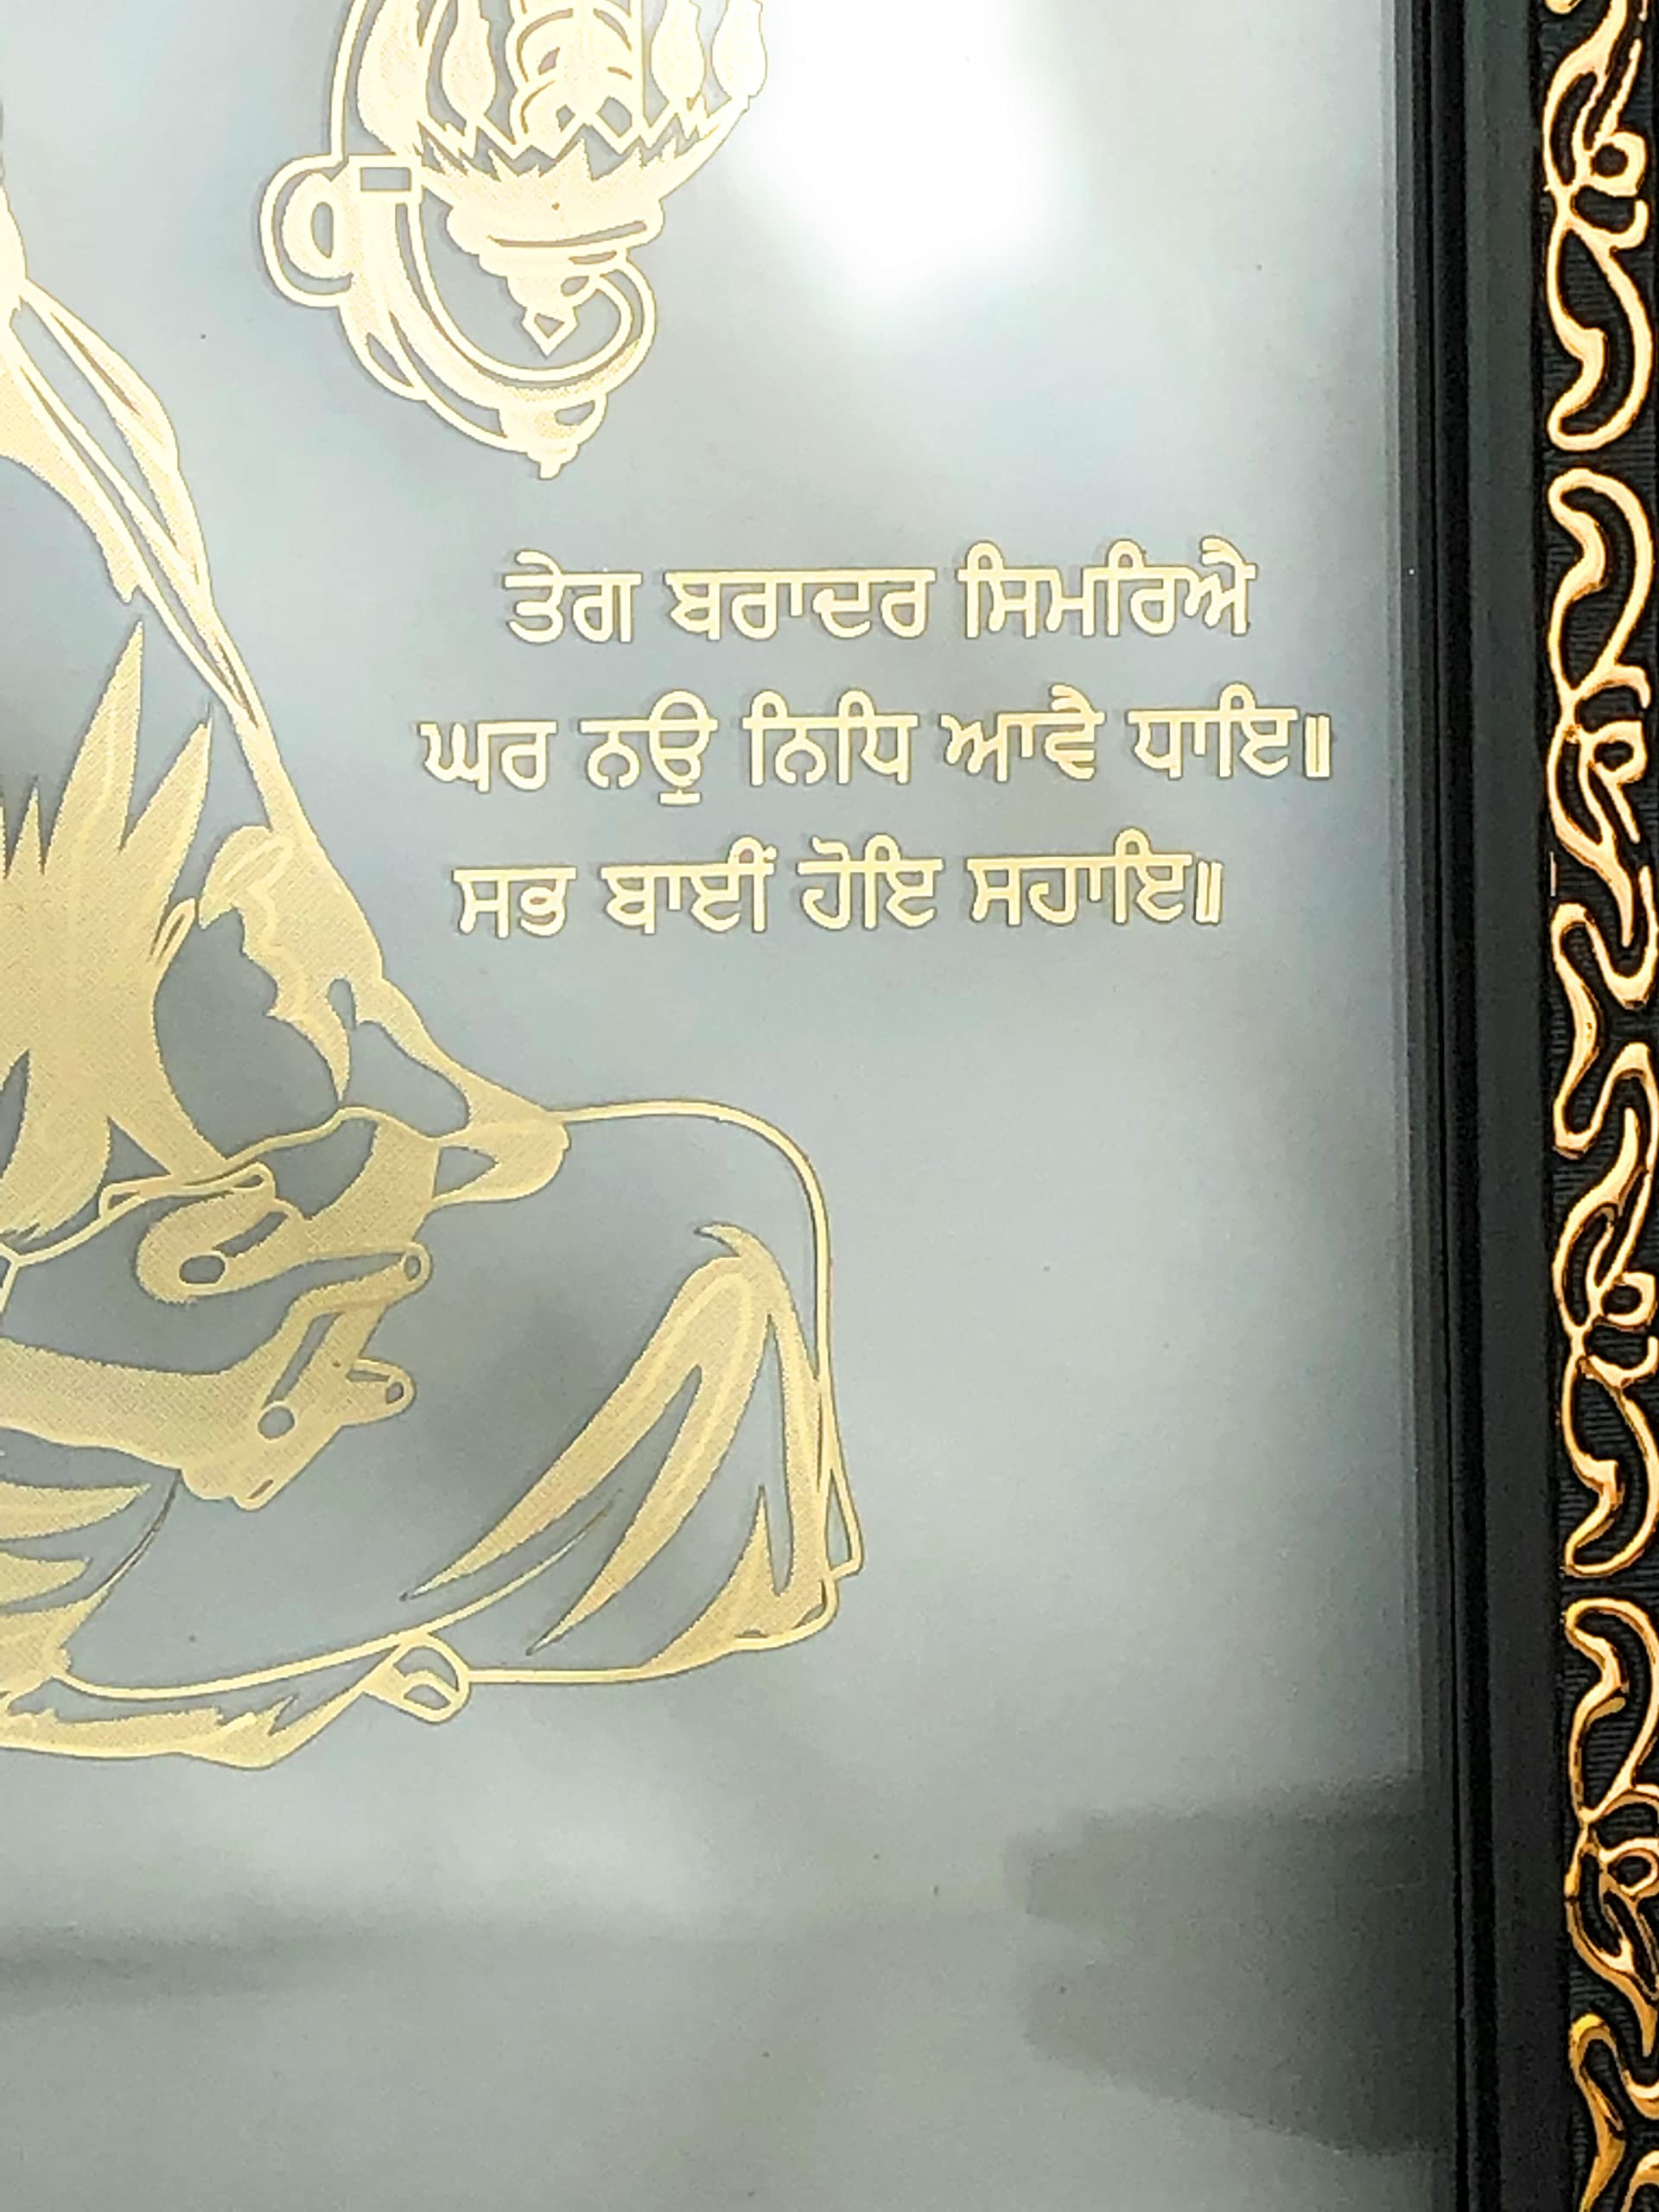 ਤੇਗ ਬਰਾਦਰ ਸਿਮਰਿਐ
ਘਰ ਨਉ ਨਿਧਿ ਆਵੈ ਧਾਇ॥
ਸਭ ਬਾਈਂ ਹੋਇ ਸਹਾਇ॥